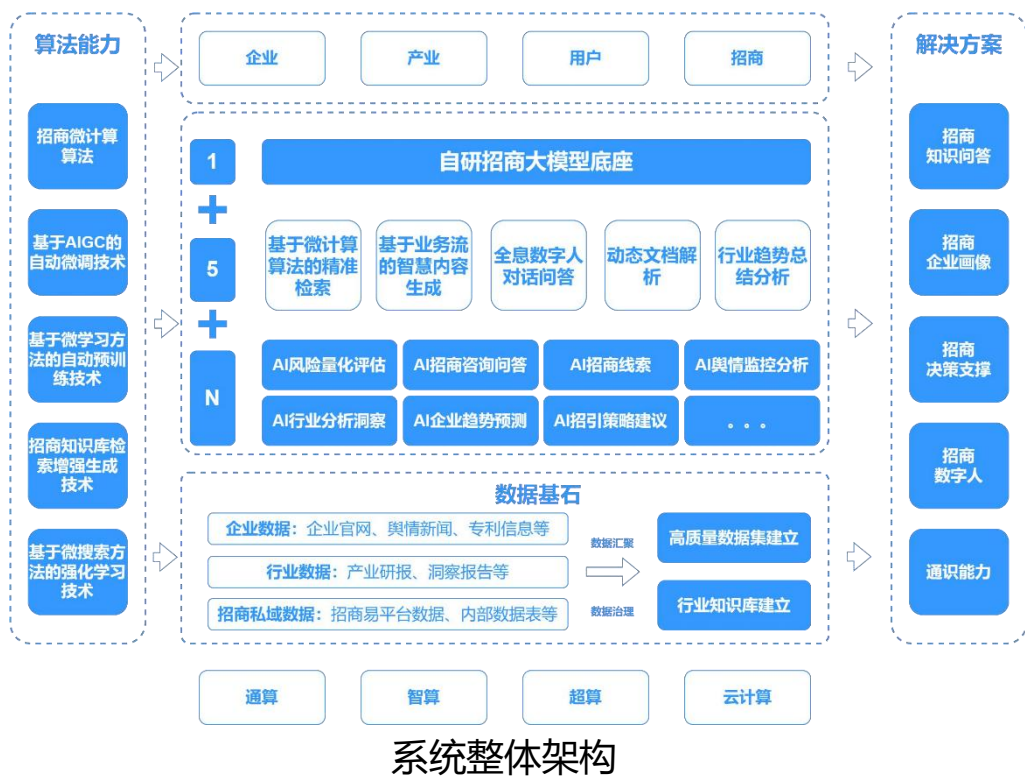 算法能力
招商微计算
算法
基于AIGC的
自动微调技术
基于微学习方
法的自动预训
练技术
招商知识库检
索增强生成
技术
基于微搜索方
法的强化学习
技术
企业
产业
用户
招商
1
自研招商大模型底座
+
5
基于微计算
算法的精准
检索
基于业务流
的智慧内容
生成
全息数字人
对话问答
动态文档解
析
行业趋势总
结分析
+
N
AI风险量化评估
AI招商咨询问答
AI招商线索
AI舆情监控分析
AI行业分析洞察
AI企业趋势预测
AI招引策略建议
。。。
数据基石
企业数据：企业官网、舆情新闻、专利信息等
行业数据：产业研报、洞察报告等
招商私域数据：招商易平台数据、内部数据表等
数据汇聚
数据治理
高质量数据集建立
行业知识库建立
通算
智算
超算
云计算
解决方案
招商
知识问答
招商
企业画像
招商
决策支撑
招商
数字人
通识能力
系统整体架构